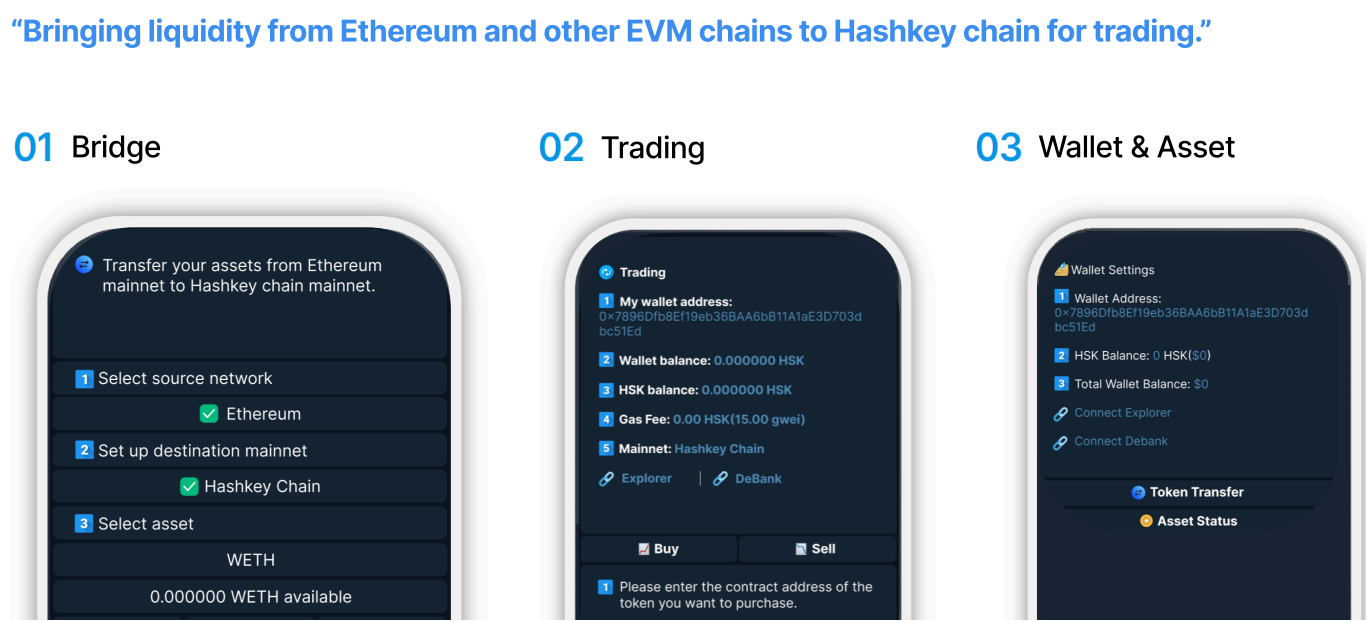 “Bringing liquidity from Ethereum and other EVM chains to Hashkey chain for trading.”
01 Bridge
Transfer your assets from Ethereum
mainnet to Hashkey chain mainnet.
1 Select source network
Ethereum
2 Set up destination mainnet
Hashkey Chain
3 Select asset
WETH
0.000000 WETH available
02 Trading
Trading
1 My wallet address:
0×7896Dfb8Ef19eb36BAA6bB11A1aE3D703d
bc51Ed
2 Wallet balance: 0.000000 HSK
3 HSK balance: 0.000000 HSK
4 Gas Fee: 0.00 HSK(15.00 gwei)
5 Mainnet: Hashkey Chain
Explorer | DeBank
Buy
Sell
1 Please enter the contract address of the
token you want to purchase.
03 Wallet & Asset
Wallet Settings
1 Wallet Address:
0×7896Dfb8Ef19eb36BAA6bB11A1aE3D703d
bc51Ed
2 HSK Balance: 0 HSK($0)
3 Total Wallet Balance: $0
Connect Explorer
Connect Debank
Token Transfer
Asset Status